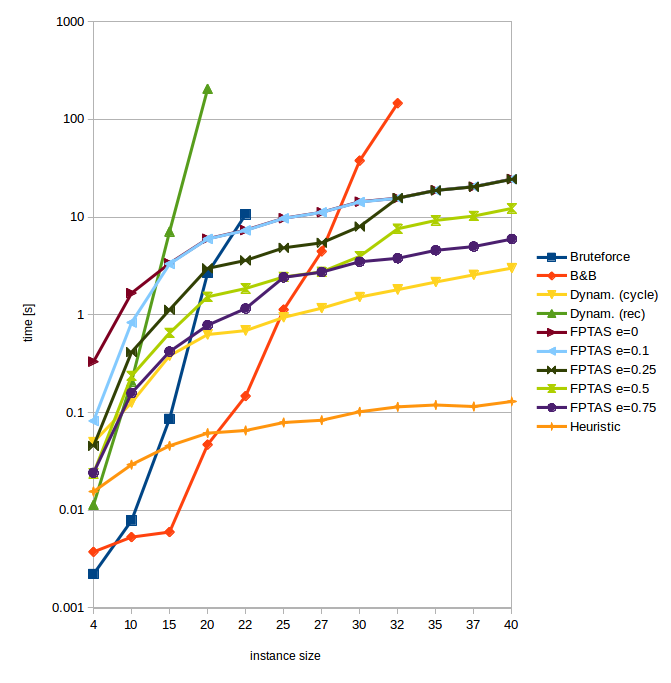 1000
100
10
1
0.1
0.01
0.001
time [s]
4 10 15 20 22 25 27 30 32 35 37 40
instance size
Bruteforce
B&B
Dynam. (cycle)
Dynam. (rec)
FPTAS e=0
FPTAS e=0.1
FPTAS e=0.25
FPTAS e=0.5
FPTAS e=0.75
Heuristic